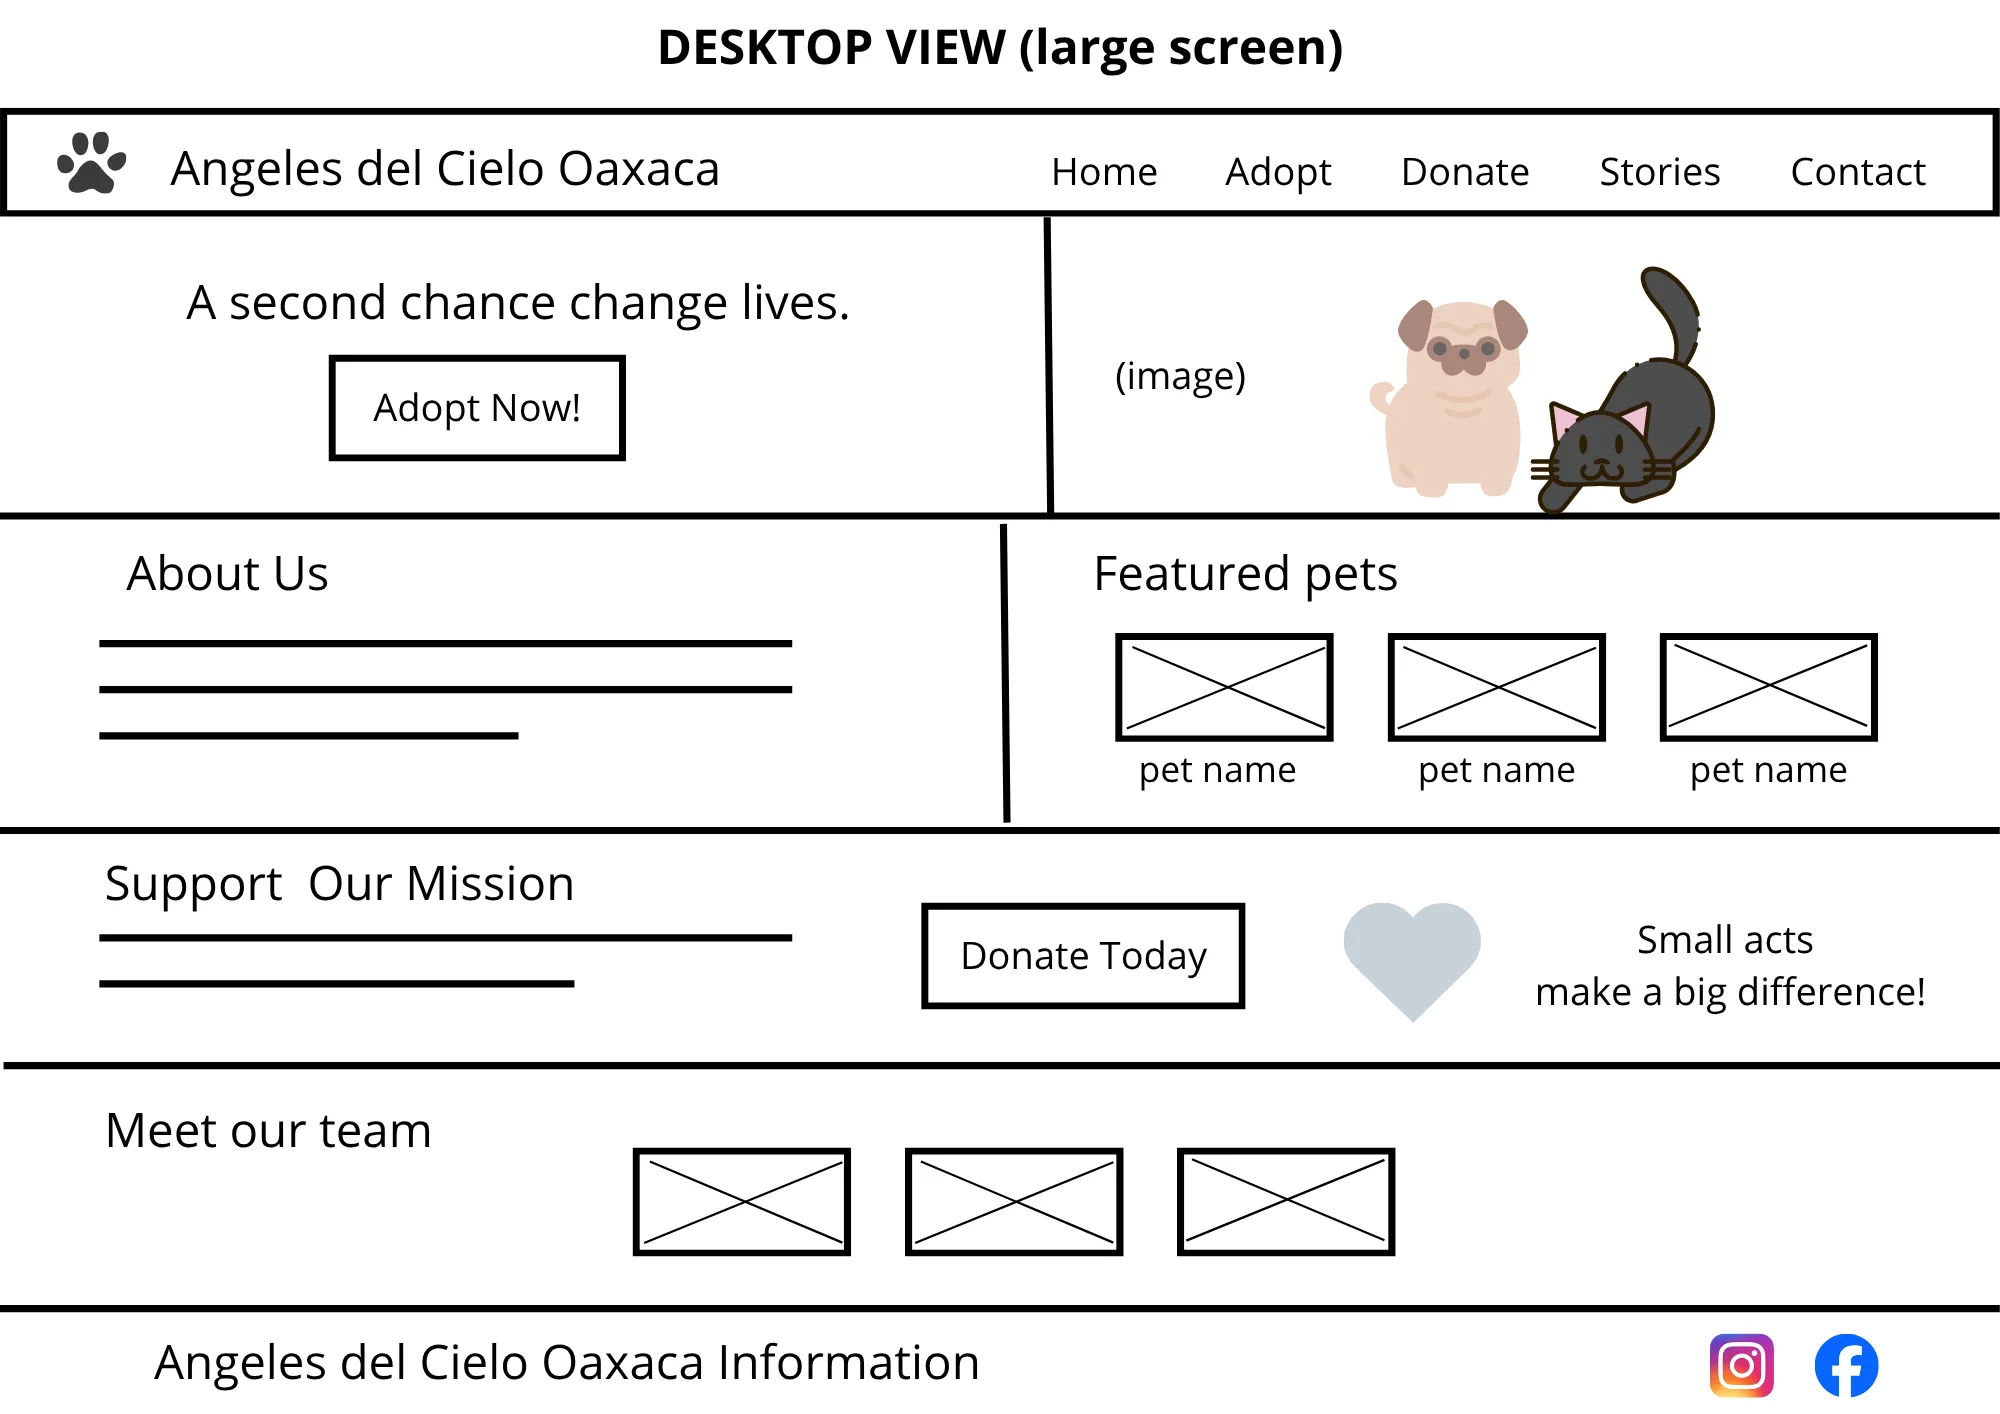 DESKTOP VIEW (large screen)
Angeles del Cielo Oaxaca
Home Adopt Donate Stories Contact
A second chance change lives.
Adopt Now!
(image)
About Us
Featured pets
pet name pet name pet name
Support  Our Mission
Donate Today
Small acts
make a big difference!
Meet our team
Angeles del Cielo Oaxaca Information